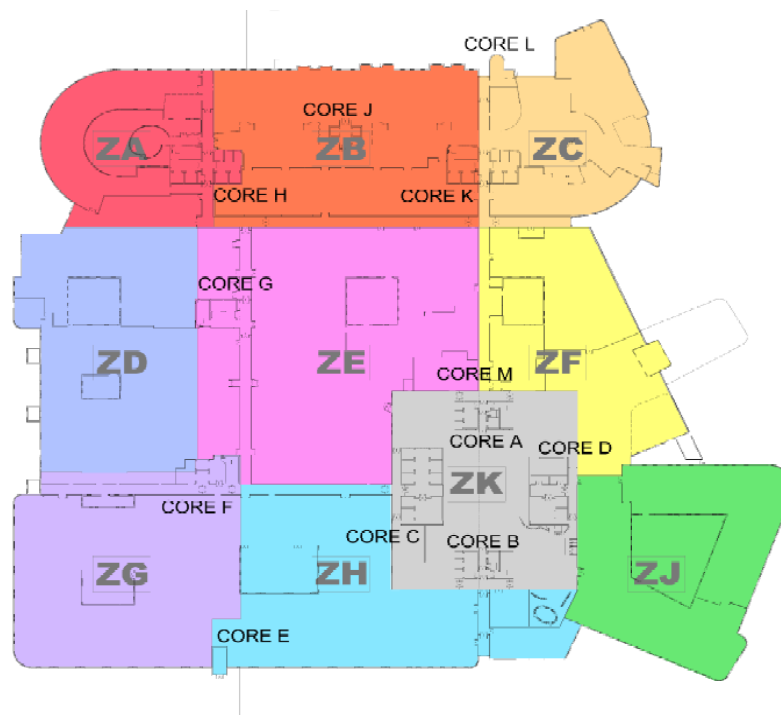 CORE L
CORE J
ZA
ZB
ZC
CORE H
CORE K
CORE G
ZD
ZE
ZF
CORE M
CORE A
CORE D
ZK
CORE F
CORE C
CORE B
ZG
ZH
ZJ
CORE E